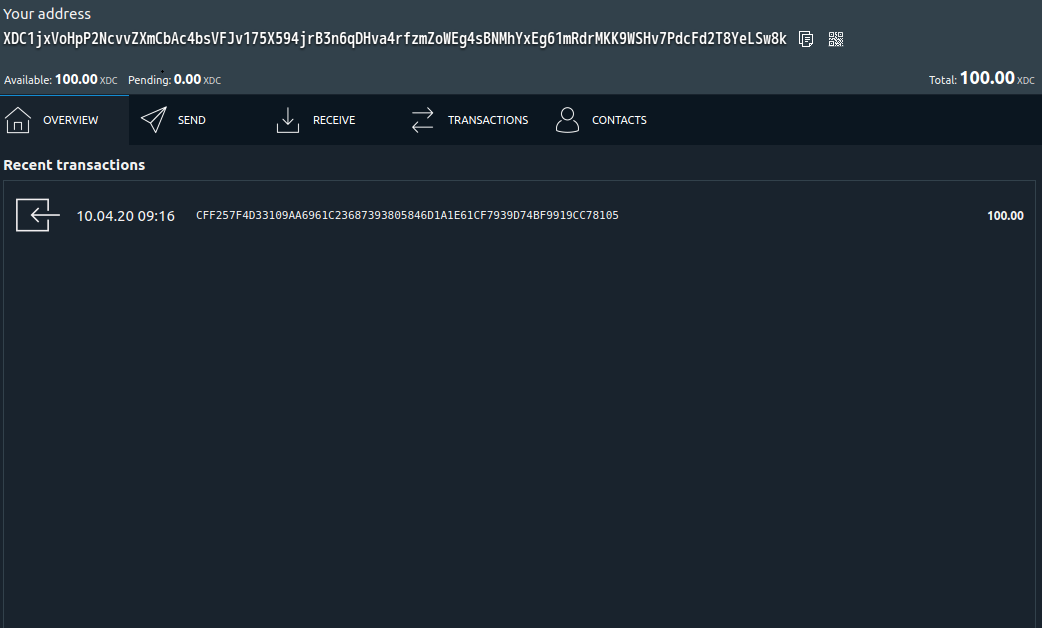 Your address
XDC1jxVoHpP2NcvvZXmCbAc4bsVFJv175X594jrB3n6qDHva4rfzmZoWEg4sBNMhYxEg61mRdrMKK9WSHv7PdcFd2T8YeLSw8k
Available: 100.00 XDC Pending: 0.00 XDC Total: 100.00 XDC
OVERVIEW SEND RECEIVE TRANSACTIONS CONTACTS
Recent transactions
10.04.20 09:16 CFF257F4D33109AA6961C23687393805846D1A1E61CF7939D74BF9919CC78105 100.00